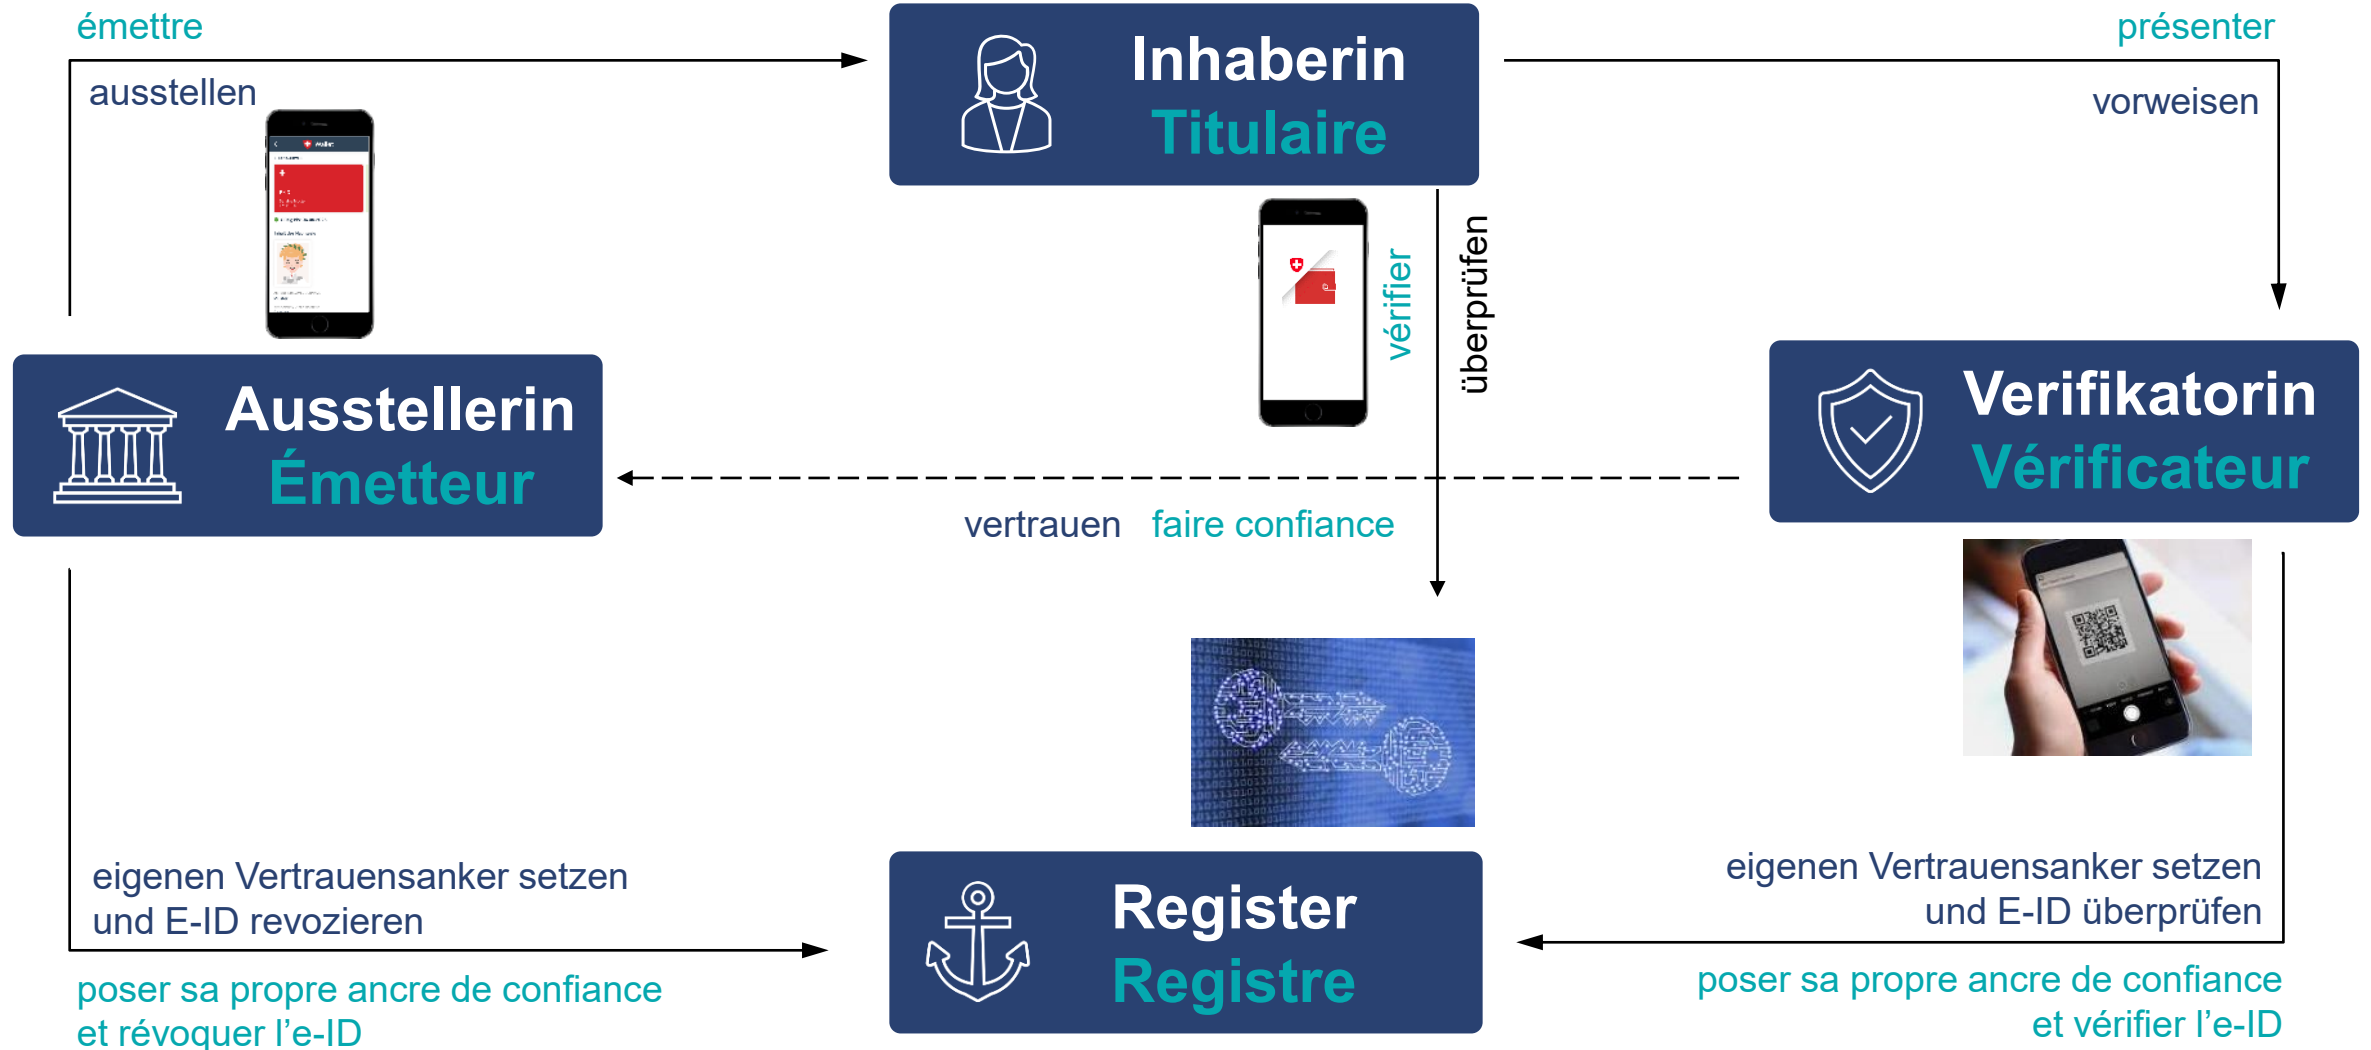 émettre
ausstellen
Inhaberin
Titulaire
présenter
vorweisen
Wallet
vérifier
überprüfen
Ausstellerin
Émetteur
Verifikatorin
Vérificateur
vertrauen faire confiance
eigenen Vertrauensanker setzen
und E-ID revozieren
poser sa propre ancre de confiance
et révoquer l’e-ID
Register
Registre
eigenen Vertrauensanker setzen
und E-ID überprüfen
poser sa propre ancre de confiance
et vérifier l’e-ID